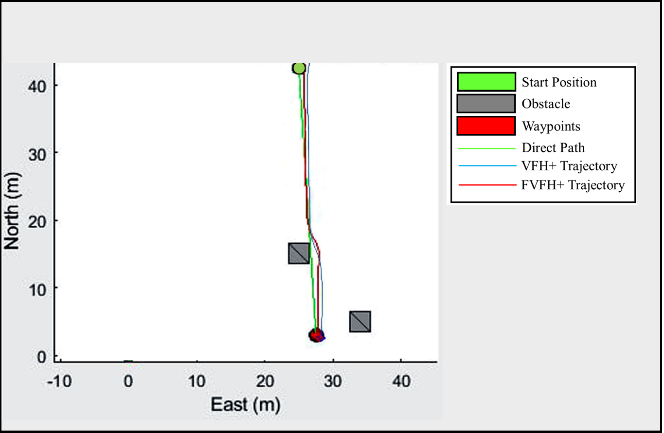 40
30
20
10
0
North (m)
-10 0 10 20 30 40
East (m)
Start Position
Obstacle
Waypoints
Direct Path
VFH+ Trajectory
FVFH+ Trajectory